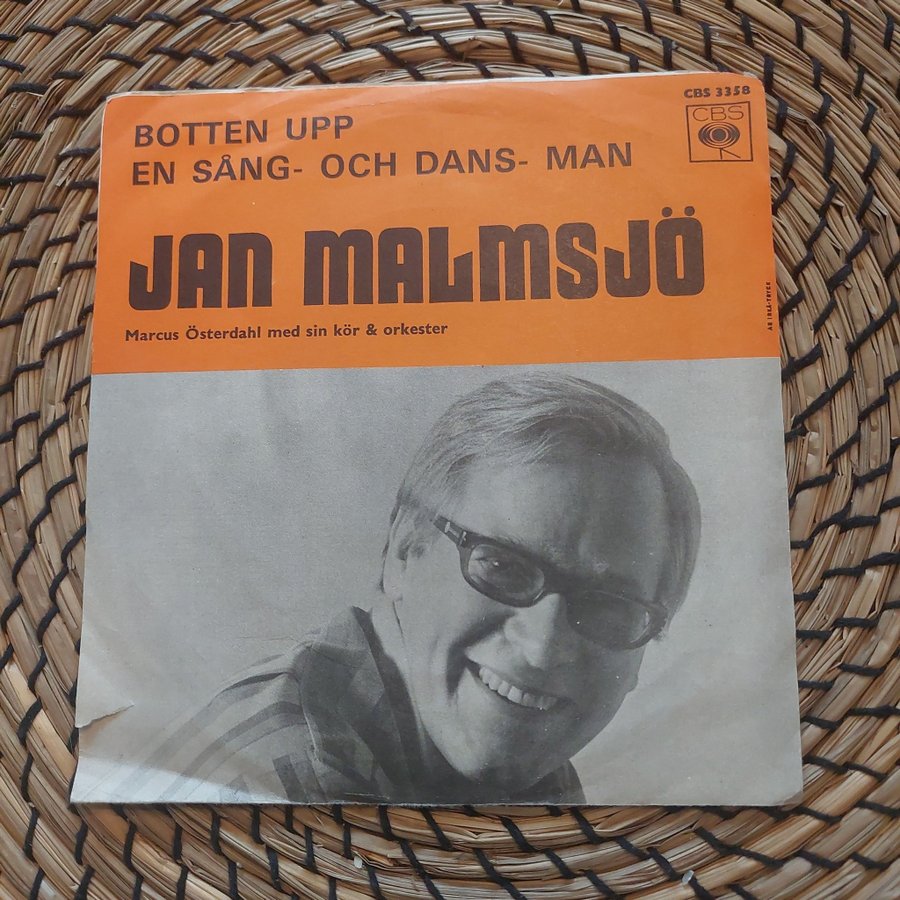 CBS 3358
CBS
BOTTEN UPP
EN SÅNG- OCH DANS- MAN
JAN MALMSJÖ
Marcus Österdahl med sin kör & orkester